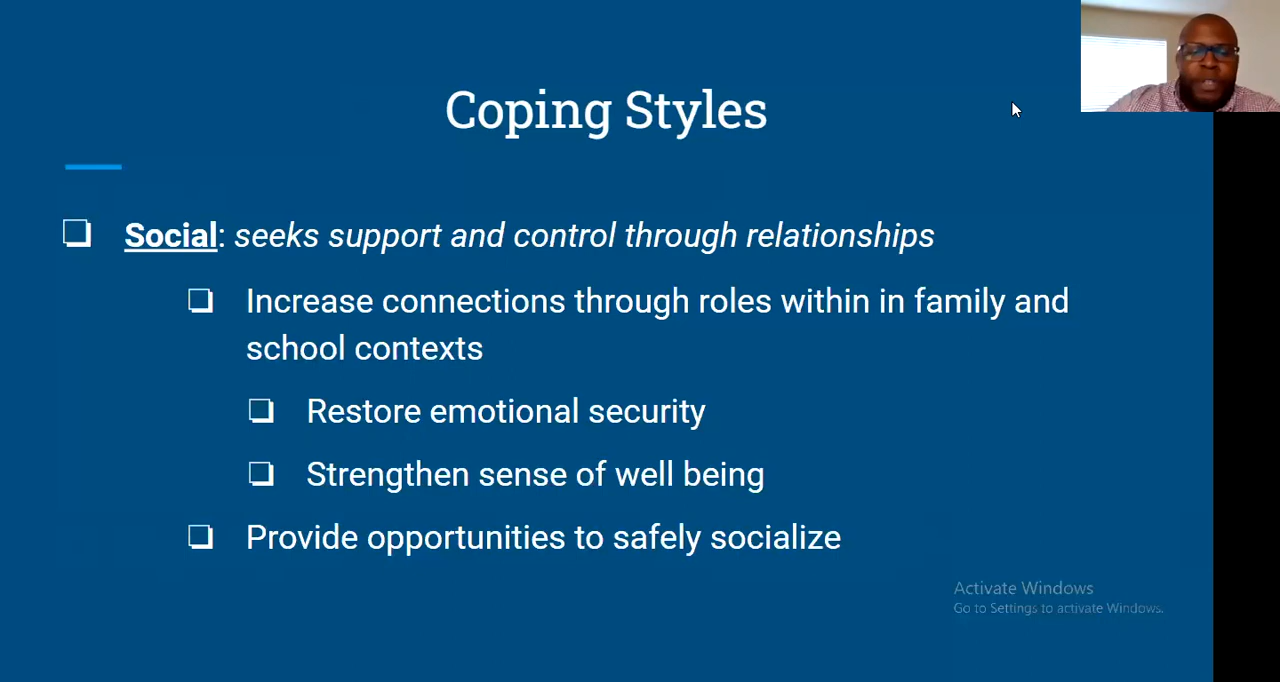 Coping Styles
Social: seeks support and control through relationships
Increase connections through roles within in family and
school contexts
Restore emotional security
Strengthen sense of well being
Provide opportunities to safely socialize
Activate Windows
Go to Settings to activate Windows.